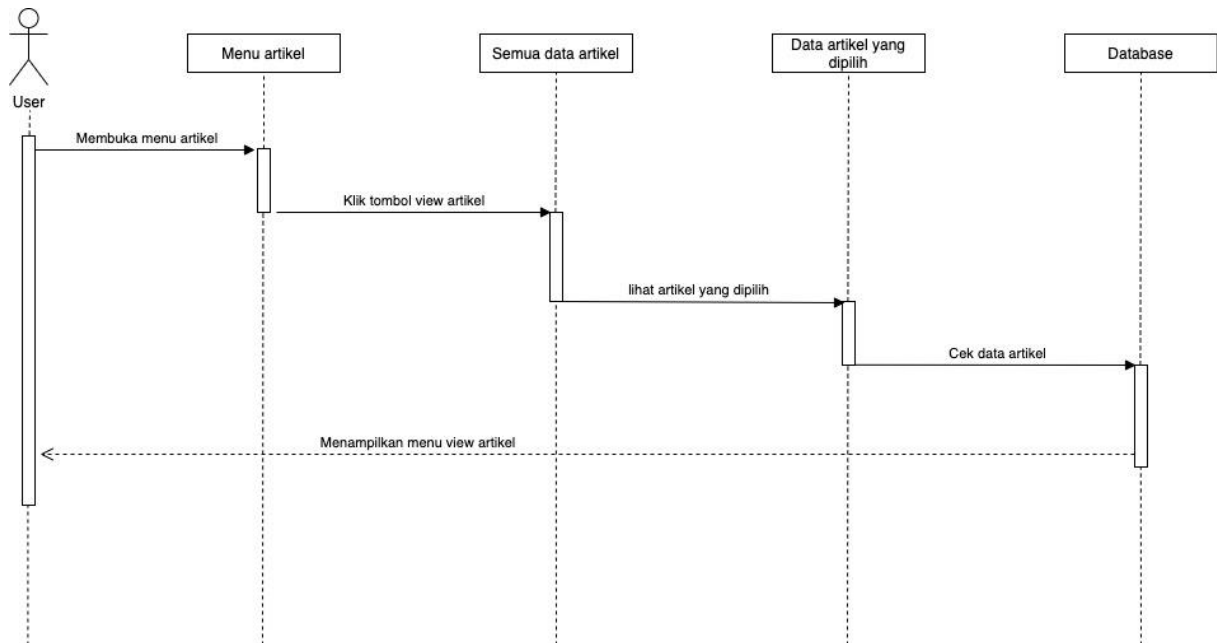 User
Menu artikel
Semua data artikel
Data artikel yang
dipilih
Database
Membuka menu artikel
Klik tombol view artikel
lihat artikel yang dipilih
Cek data artikel
Menampilkan menu view artikel